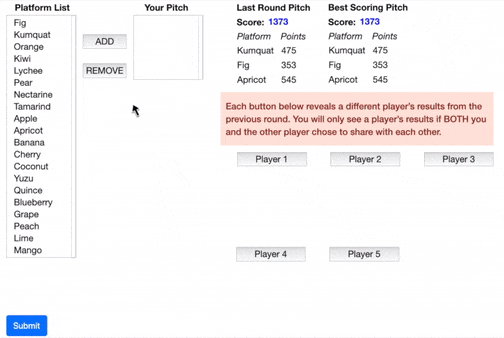 Platform List
Fig
Kumquat
Orange
Kiwi
Lychee
Pear
Nectarine
Tamarind
Apple
Apricot
Banana
Cherry
Coconut
Yuzu
Quince
Blueberry
Grape
Peach
Lime
Mango
ADD
REMOVE
Your Pitch
Last Round Pitch
Score: 1373
Platform Points
Kumquat 475
Fig 353
Apricot 545
Best Scoring Pitch
Score: 1373
Platform Points
Kumquat 475
Fig 353
Apricot 545
Each button below reveals a different player's results from the
previous round. You will only see a player's results if BOTH you
and the other player chose to share with each other.
Player 1
Player 2
Player 3
Player 4
Player 5
Submit